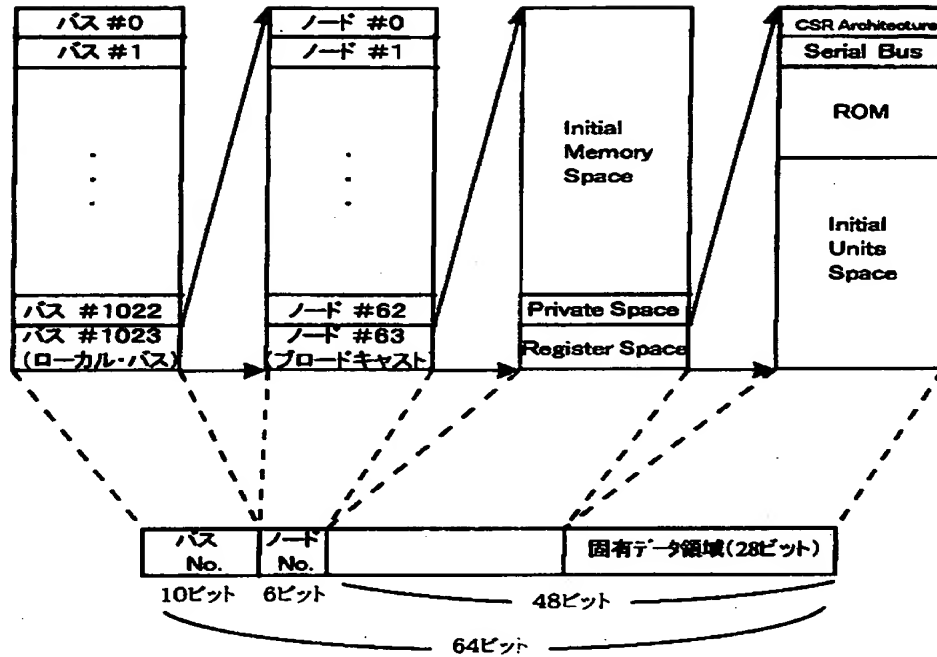 バス #0
バス #1
バス #1022
バス #1023
(ローカル・バス)
ノード #0
ノード #1
ノード #62
ノード #63
(ブロードキャスト
Initial
Memory
Space
Private Space
Register Space
CSR Architecture
Serial Bus
ROM
Initial
Units
Space
バス
No.
ノード
No.
固有データ領域(28ビット)
10ビット
6ビット
48ビット
64ビット